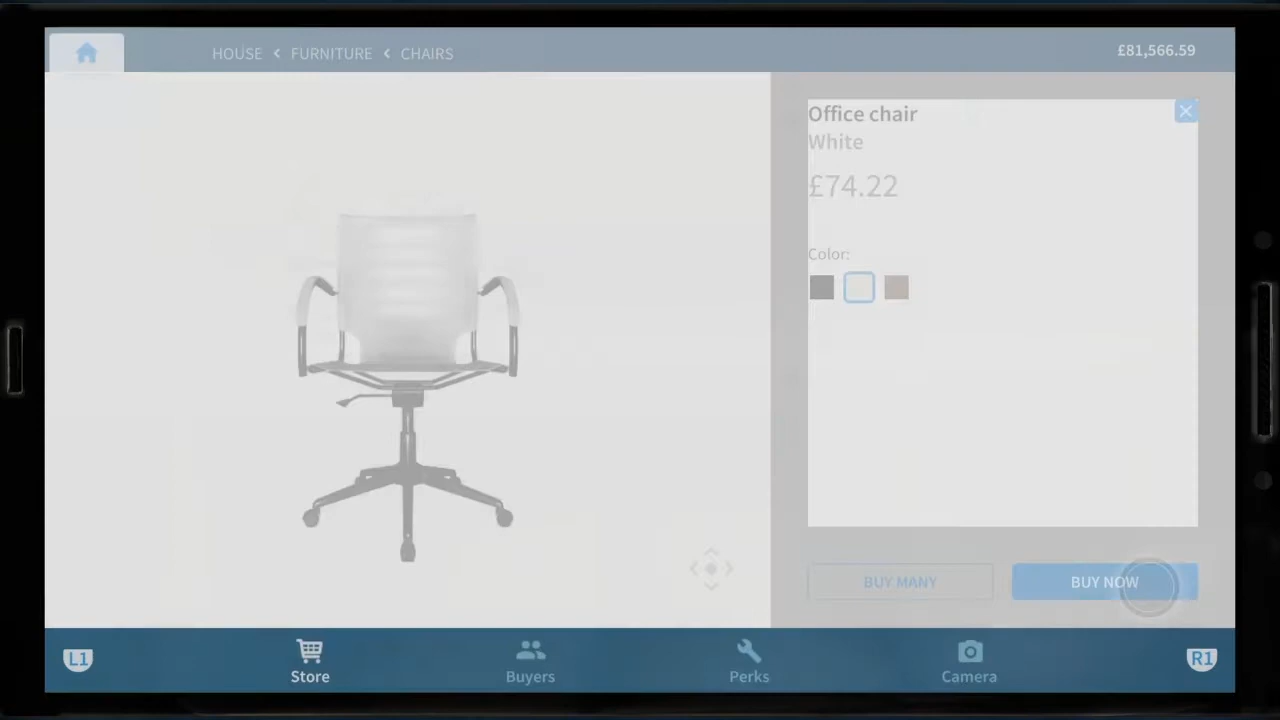 HOUSE < FURNITURE < CHAIRS
£81,566.59
Office chair
White
£74.22
Color:
BUY MANY
BUY NOW
L1
Store
Buyers
Perks
Camera
R1